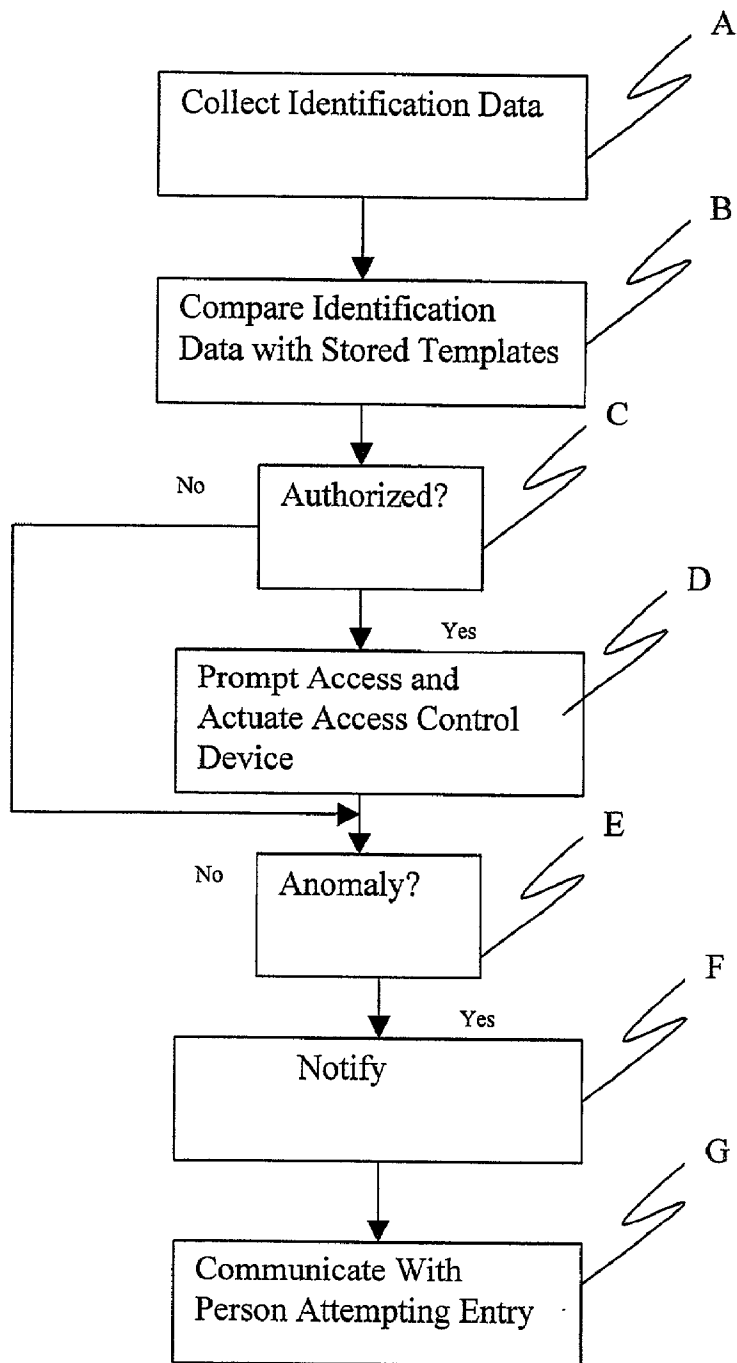 A
Collect Identification Data
B
Compare Identification
Data with Stored Templates
C
No
Authorized?
D
Yes
Prompt Access and
Actuate Access Control
Device
E
No
Anomaly?
F
Yes
Notify
G
Communicate With
Person Attempting Entry